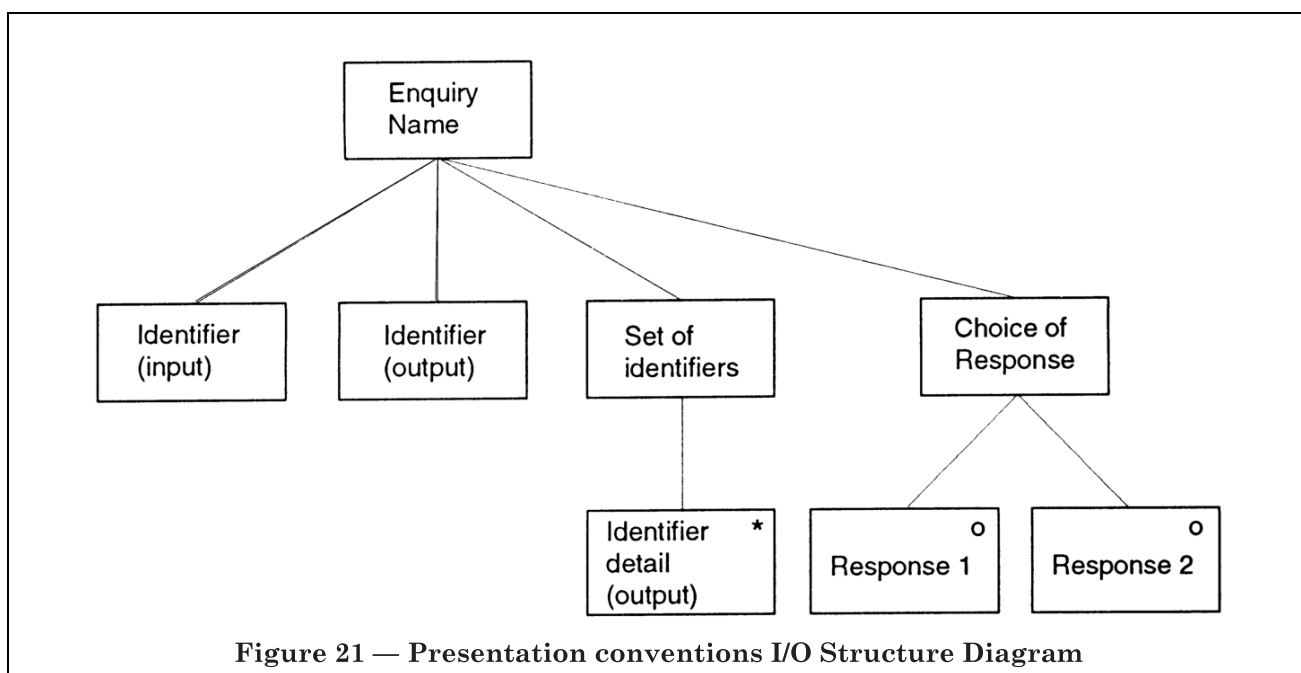 Enquiry
Name
Identifier
(input)
Identifier
(output)
Set of
identifiers
Choice of
Response
Identifier *
detail
(output)
o
Response 1
o
Response 2
Figure 21 — Presentation conventions I/O Structure Diagram